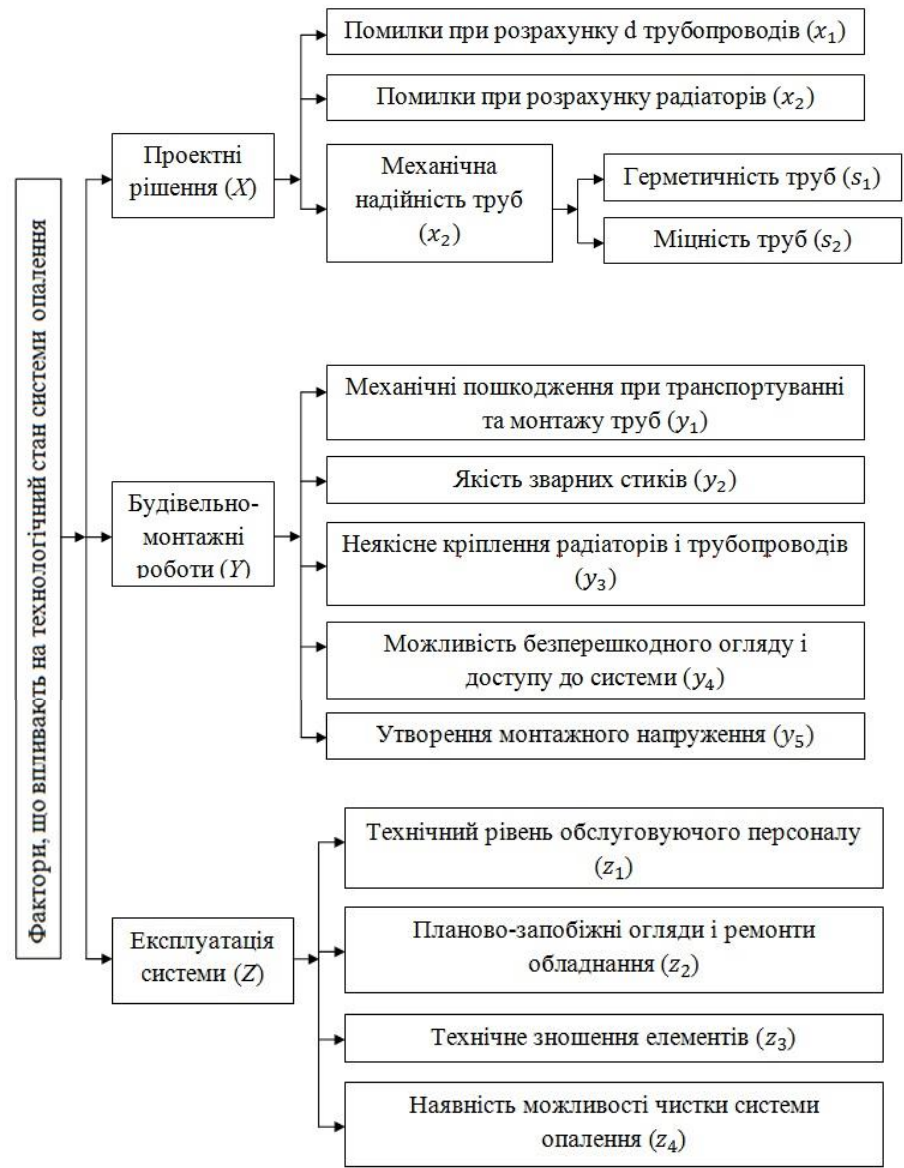 Фактори, що впливають на технологічний стан системи опалення
Проектні
рішення (X)
Помилки при розрахунку d трубопроводів (x₁)
Помилки при розрахунку радіаторів (x₂)
Механічна
надійність труб
(x₂)
Герметичність труб (s₁)
Міцність труб (s₂)
Будівельно-
монтажні
роботи (Y)
Механічні пошкодження при транспортуванні
та монтажу труб (y₁)
Якість зварних стиків (y₂)
Неякісне кріплення радіаторів і трубопроводів
(y₃)
Можливість безперешкодного огляду і
доступу до системи (y₄)
Утворення монтажного напруження (y₅)
Експлуатація
системи (Z)
Технічний рівень обслуговуючого персоналу
(z₁)
Планово-запобіжні огляди і ремонти
обладнання (z₂)
Технічне зношення елементів (z₃)
Наявність можливості чистки системи
опалення (z₄)